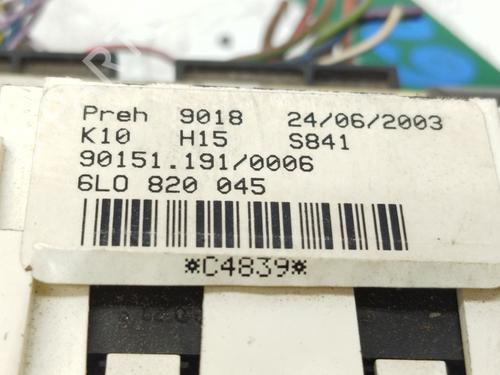 Preh 9018 24/06/2003
K10 H15 S841
90151.191/0006
6L0 820 045
*C4839*